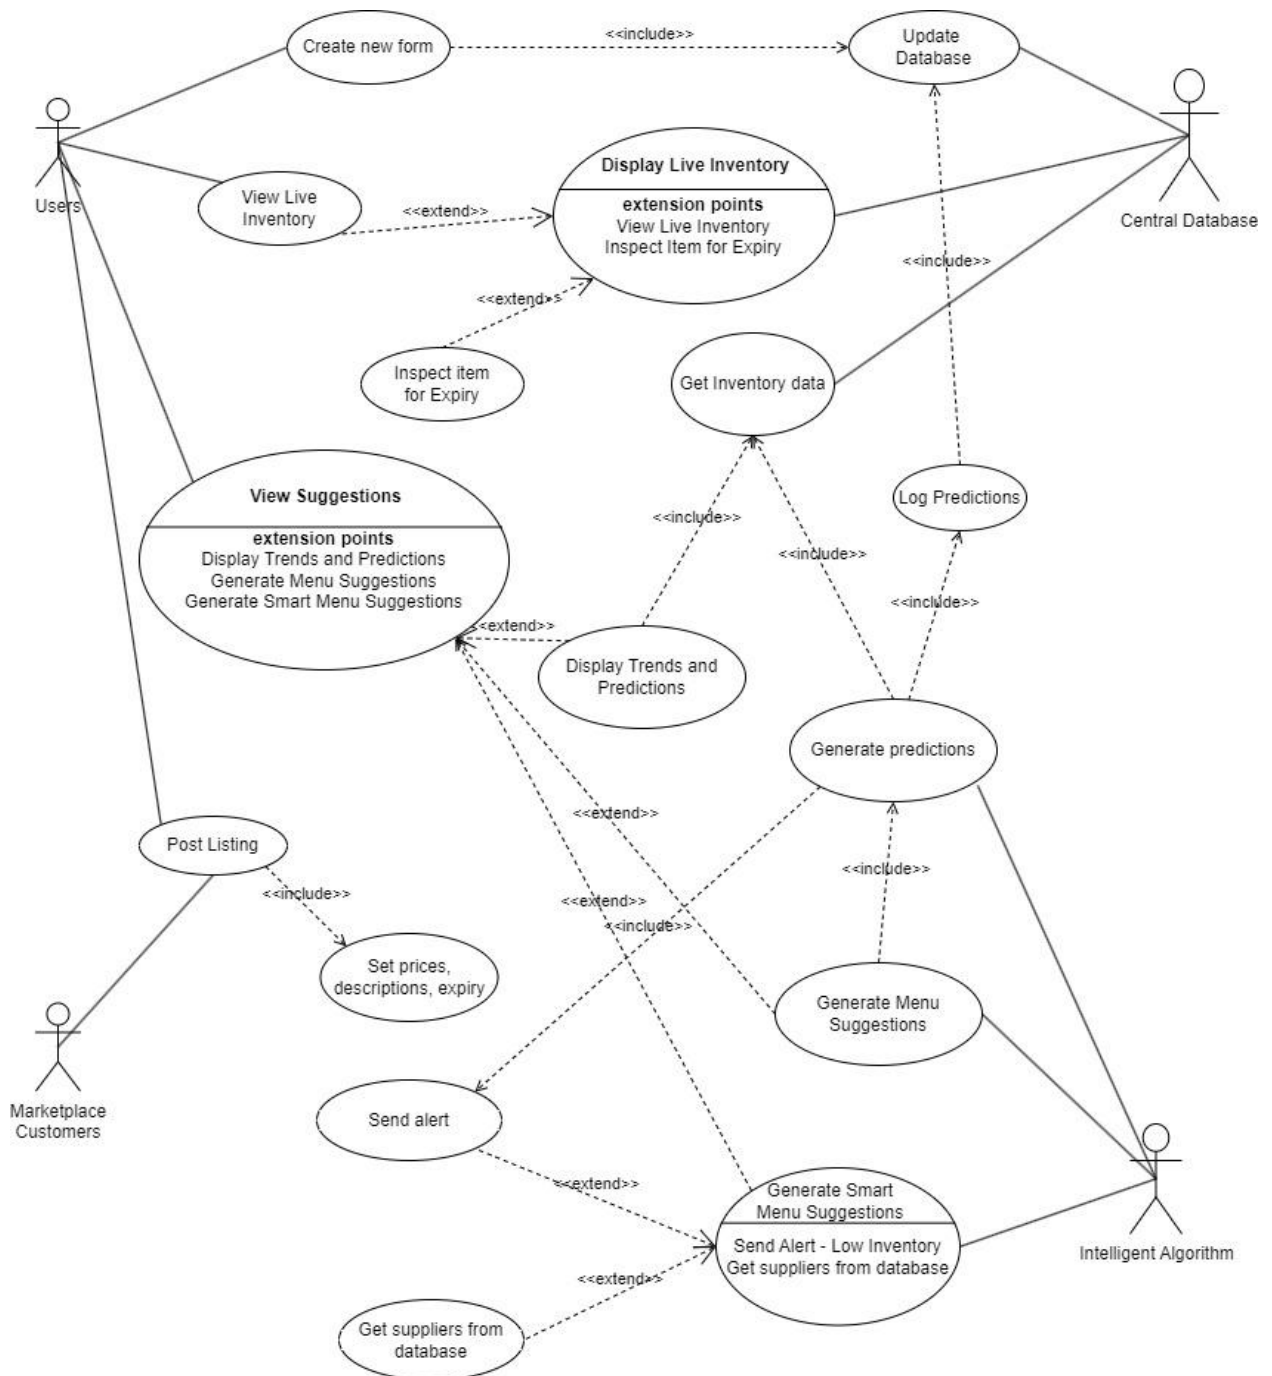 Create new form
<<include>>
Update
Database
Users
Central Database
View Live
Inventory
<<extend>>
Display Live Inventory
extension points
View Live Inventory
Inspect Item for Expiry
<<include>>
<<extend>>
Inspect item
for Expiry
Get Inventory data
View Suggestions
extension points
Display Trends and Predictions
Generate Menu Suggestions
Generate Smart Menu Suggestions
Log Predictions
<<include>>
<<include>>
<<include>>
<<extend>>
Display Trends and
Predictions
Generate predictions
<<extend>>
Post Listing
<<include>>
<<include>>
<<extend>>
<<include>>
Set prices,
descriptions, expiry
Generate Menu
Suggestions
Marketplace
Customers
Send alert
<<extend>>
Generate Smart
Menu Suggestions
Send Alert - Low Inventory
Get suppliers from database
Intelligent Algorithm
<<extend>>
Get suppliers from
database